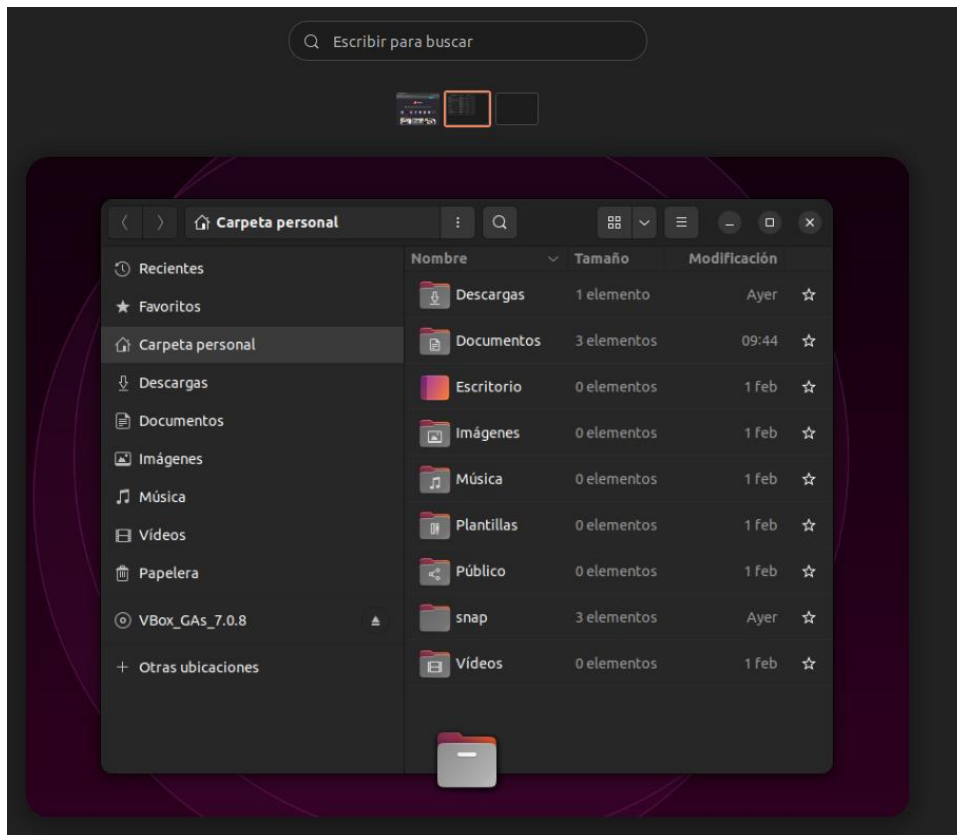 Escribir para buscar
Carpeta personal
Recientes
Favoritos
Carpeta personal
Descargas
Documentos
Imágenes
Música
Vídeos
Papelera
VBox_GAs_7.0.8
Otras ubicaciones
Nombre Tamaño Modificación
Descargas 1 elemento Ayer
Documentos 3 elementos 09:44
Escritorio 0 elementos 1 feb
Imágenes 0 elementos 1 feb
Música 0 elementos 1 feb
Plantillas 0 elementos 1 feb
Público 0 elementos 1 feb
snap 3 elementos Ayer
Vídeos 0 elementos 1 feb